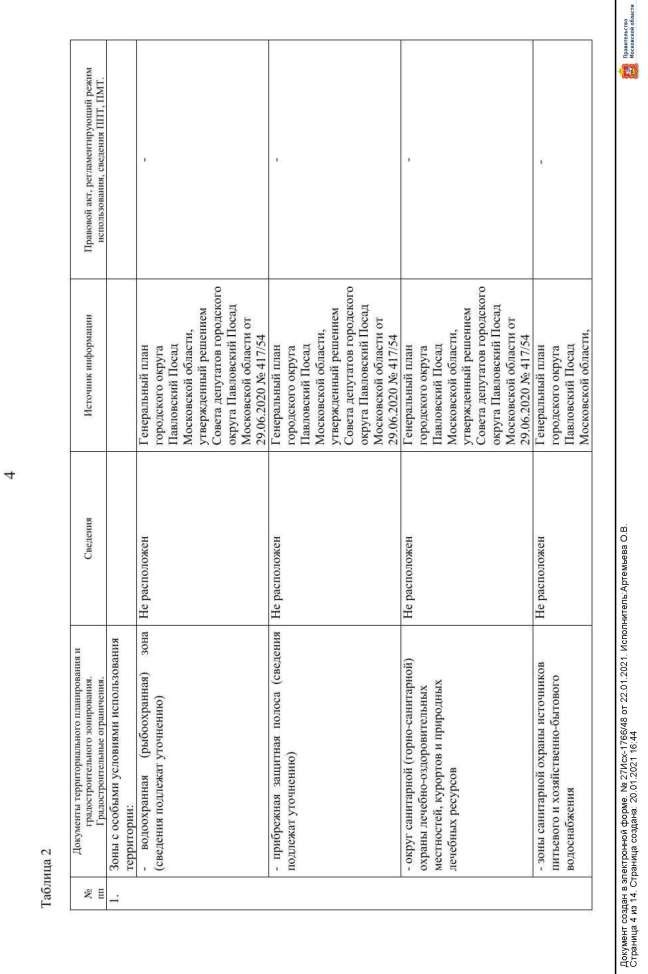 4
Таблица 2
№
пп
Документы территориального планирования и
градостроительного зонирования.
Градостроительные ограничения.
Сведения
Источник информации
Правовой акт, регламентирующий режим
использования, сведения ППТ, ПМТ.
1.
Зоны с особыми условиями использования
территории:
- водоохранная (рыбоохранная) зона
(сведения подлежат уточнению)
Не расположен
Генеральный план
городского округа
Павловский Посад
Московской области,
утвержденный решением
Совета депутатов городского
округа Павловский Посад
Московской области от
29.06.2020 № 417/54
-
- прибрежная защитная полоса (сведения
подлежат уточнению)
Не расположен
Генеральный план
городского округа
Павловский Посад
Московской области,
утвержденный решением
Совета депутатов городского
округа Павловский Посад
Московской области от
29.06.2020 № 417/54
-
- округ санитарной (горно-санитарной)
охраны лечебно-оздоровительных
местностей, курортов и природных
лечебных ресурсов
Не расположен
Генеральный план
городского округа
Павловский Посад
Московской области,
утвержденный решением
Совета депутатов городского
округа Павловский Посад
Московской области от
29.06.2020 № 417/54
-
- зоны санитарной охраны источников
питьевого и хозяйственно-бытового
водоснабжения
Не расположен
Генеральный план
городского округа
Павловский Посад
Московской области,
-
Документ создан в электронной форме. № 27Исх-1766/48 от 22.01.2021. Исполнитель:Артемьева О.В.
Страница 4 из 14. Страница создана: 20.01.2021 16:44
Правительство
Московской области